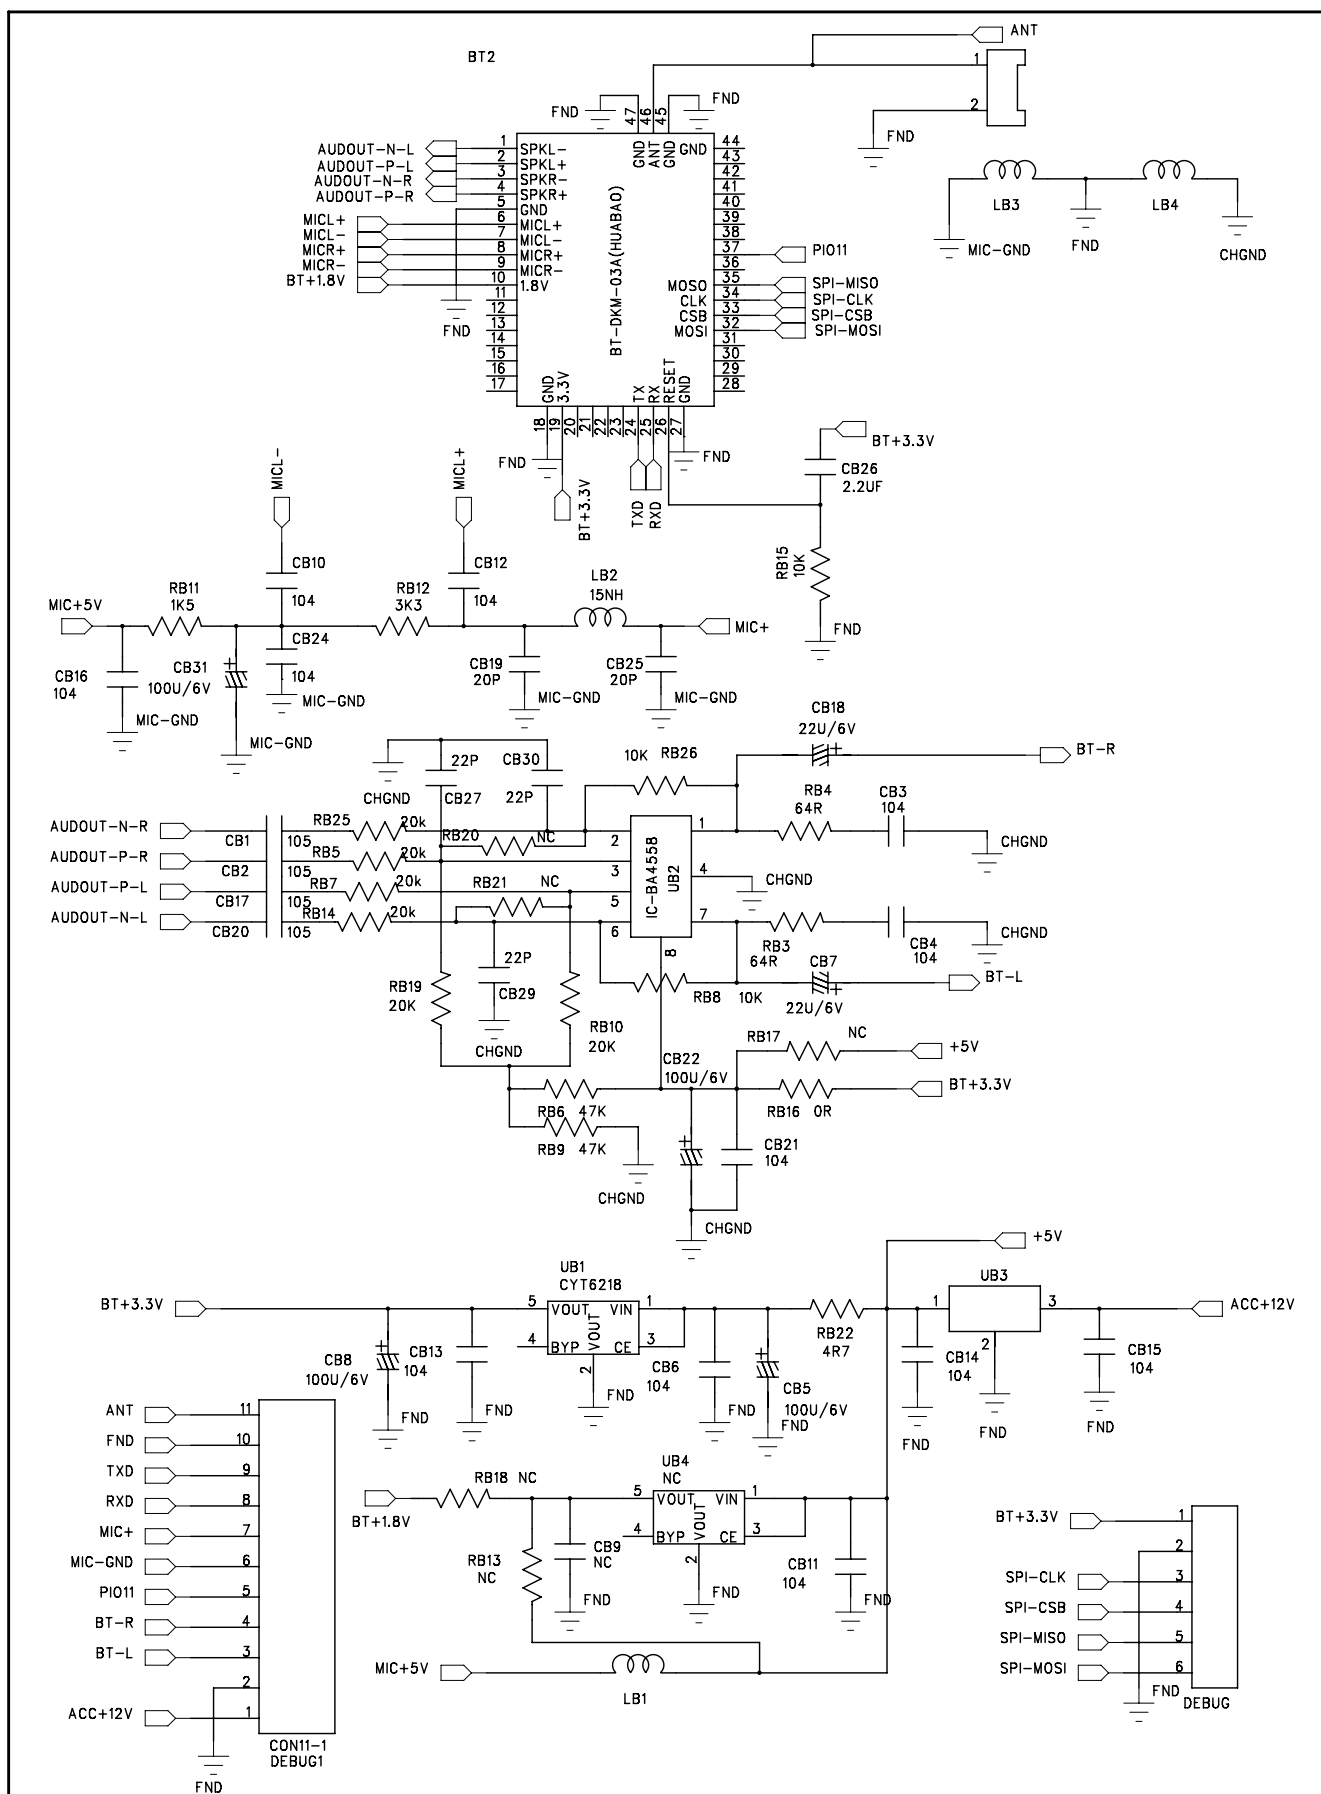 ANT
BT2
1
2
FND
FND
FND
47
46
45
GND
ANT
GND
GND
AUDOUT-N-L
1
SPKL-
44
AUDOUT-P-L
2
SPKL+
43
AUDOUT-N-R
3
SPKR-
42
AUDOUT-P-R
4
SPKR+
41
5
GND
40
MICL+
6
MICL+
39
MICL-
7
MICL-
38
MICR+
8
MICR+
37
PIO11
MICR-
9
MICR-
36
BT+1.8V
10
1.8V
35
MOSO
SPI-MISO
11
34
CLK
SPI-CLK
12
33
CSB
SPI-CSB
13
32
MOSI
SPI-MOSI
14
31
15
30
16
29
17
28
FND
BT-DKM-03A(HUABAO)
GND
3.3V
TX
RX
RESET
GND
18
19
20
21
22
23
24
25
26
27
FND
FND
BT+3.3V
TXD
RXD
LB3
LB4
MIC-GND
FND
CHGND
BT+3.3V
CB26
2.2UF
RB15
10K
FND
MICL-
MICL+
CB10
104
CB12
104
LB2
15NH
RB11
1K5
RB12
3K3
MIC+5V
MIC+
CB24
104
CB16
104
CB31
100U/6V
CB19
20P
CB25
20P
MIC-GND
MIC-GND
MIC-GND
MIC-GND
MIC-GND
CB18
22U/6V
BT-R
10K
RB26
22P
CB30
CHGND
CB27
22P
RB4
64R
CB3
104
AUDOUT-N-R
CB1
105
RB25
20k
RB20
NC
2
1
CHGND
AUDOUT-P-R
CB2
105
RB5
20k
3
4
CHGND
AUDOUT-P-L
CB17
105
RB7
20k
RB21
NC
5
IC-BA4558
UB2
AUDOUT-N-L
CB20
105
RB14
20k
6
7
8
RB3
64R
CB4
104
CHGND
CB7
22U/6V
BT-L
RB8
10K
22P
CB29
CHGND
RB19
20K
RB10
20K
RB17
NC
+5V
CB22
100U/6V
RB16
0R
BT+3.3V
RB6
47K
RB9
47K
CHGND
CB21
104
CHGND
+5V
UB1
CYT6218
BT+3.3V
5
VOUT
VIN
1
4
BYP
VOUT
CE
3
2
FND
CB8
100U/6V
FND
CB13
104
FND
CB6
104
FND
CB5
100U/6V
FND
RB22
4R7
UB3
1
3
2
ACC+12V
CB14
104
FND
FND
CB15
104
FND
UB4
NC
RB18
NC
BT+1.8V
5
VOUT
VIN
1
4
BYP
VOUT
CE
3
2
FND
RB13
NC
CB9
NC
FND
CB11
104
FND
MIC+5V
LB1
ANT
11
FND
10
TXD
9
RXD
8
MIC+
7
MIC-GND
6
PIO11
5
BT-R
4
BT-L
3
2
ACC+12V
1
FND
CON11-1
DEBUG1
BT+3.3V
1
2
SPI-CLK
3
SPI-CSB
4
SPI-MISO
5
SPI-MOSI
6
FND
DEBUG